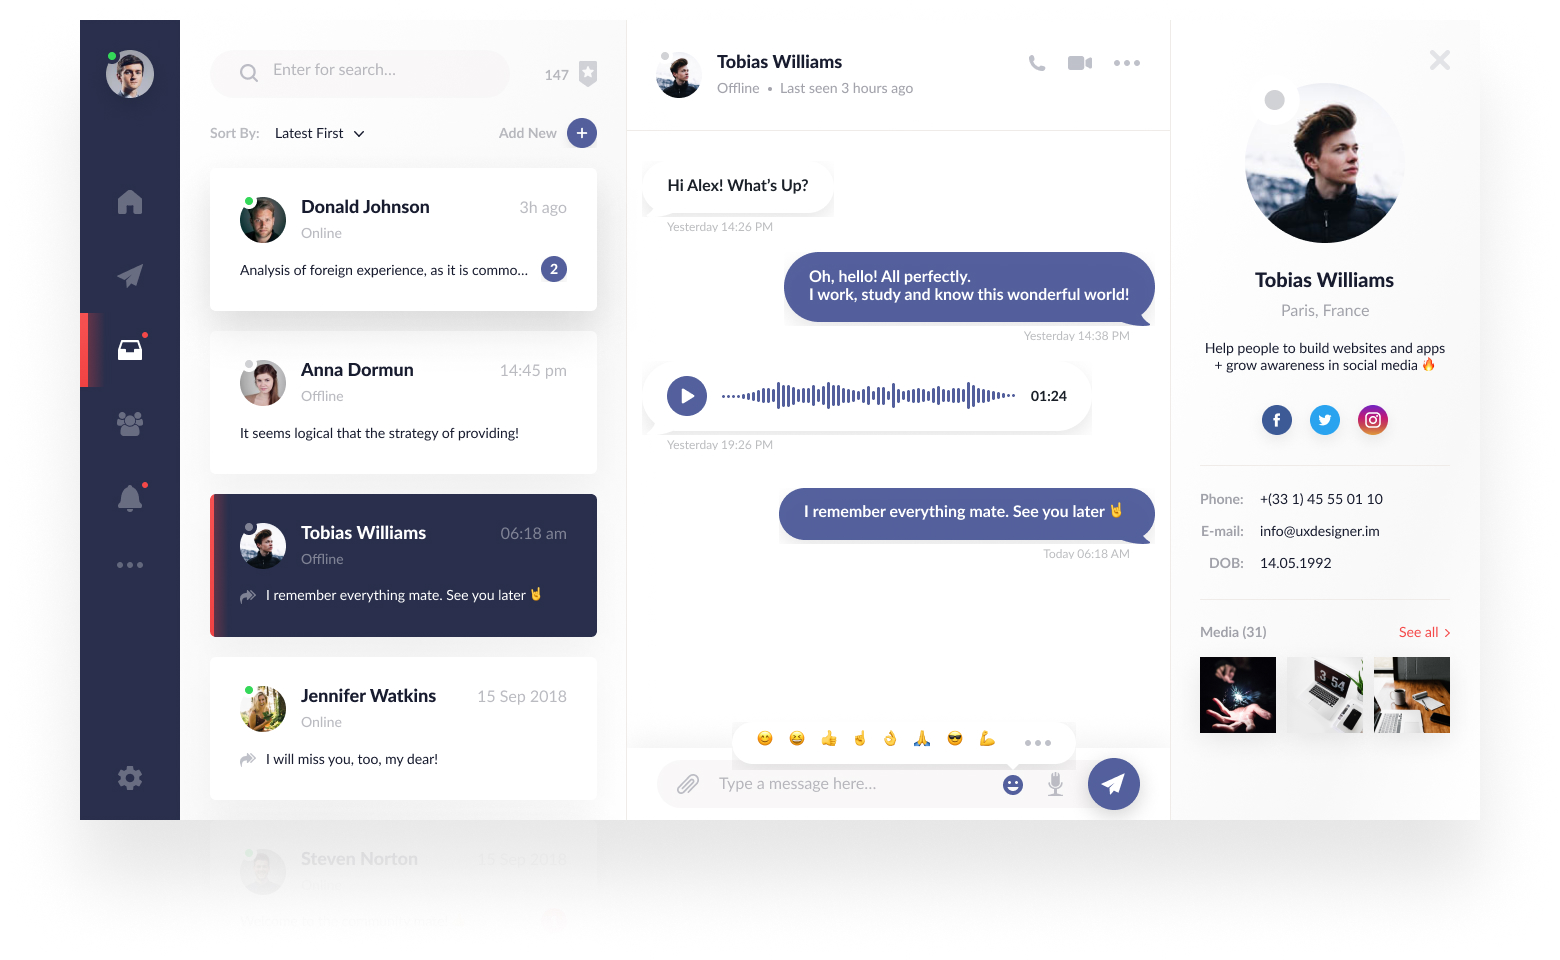 Enter for search...
147
Sort By: Latest First
Add New
Donald Johnson
3h ago
Online
Analysis of foreign experience, as it is commo...
2
Anna Dormun
14:45 pm
Offline
It seems logical that the strategy of providing!
Tobias Williams
06:18 am
Offline
I remember everything mate. See you later 🤘
Jennifer Watkins
15 Sep 2018
Online
I will miss you, too, my dear!
Steven Norton
15 Sep 2018
Tobias Williams
Offline • Last seen 3 hours ago
Hi Alex! What’s Up?
Yesterday 14:26 PM
Oh, hello! All perfectly.
I work, study and know this wonderful world!
Yesterday 14:38 PM
01:24
Yesterday 19:26 PM
I remember everything mate. See you later 🤘
Today 06:18 AM
😊 😆 👍 ☝ 👌 🙏 😎 💪
Type a message here...
Tobias Williams
Paris, France
Help people to build websites and apps
+ grow awareness in social media 🔥
Phone: +(33 1) 45 55 01 10
E-mail: info@uxdesigner.im
DOB: 14.05.1992
Media (31)
See all
3 54